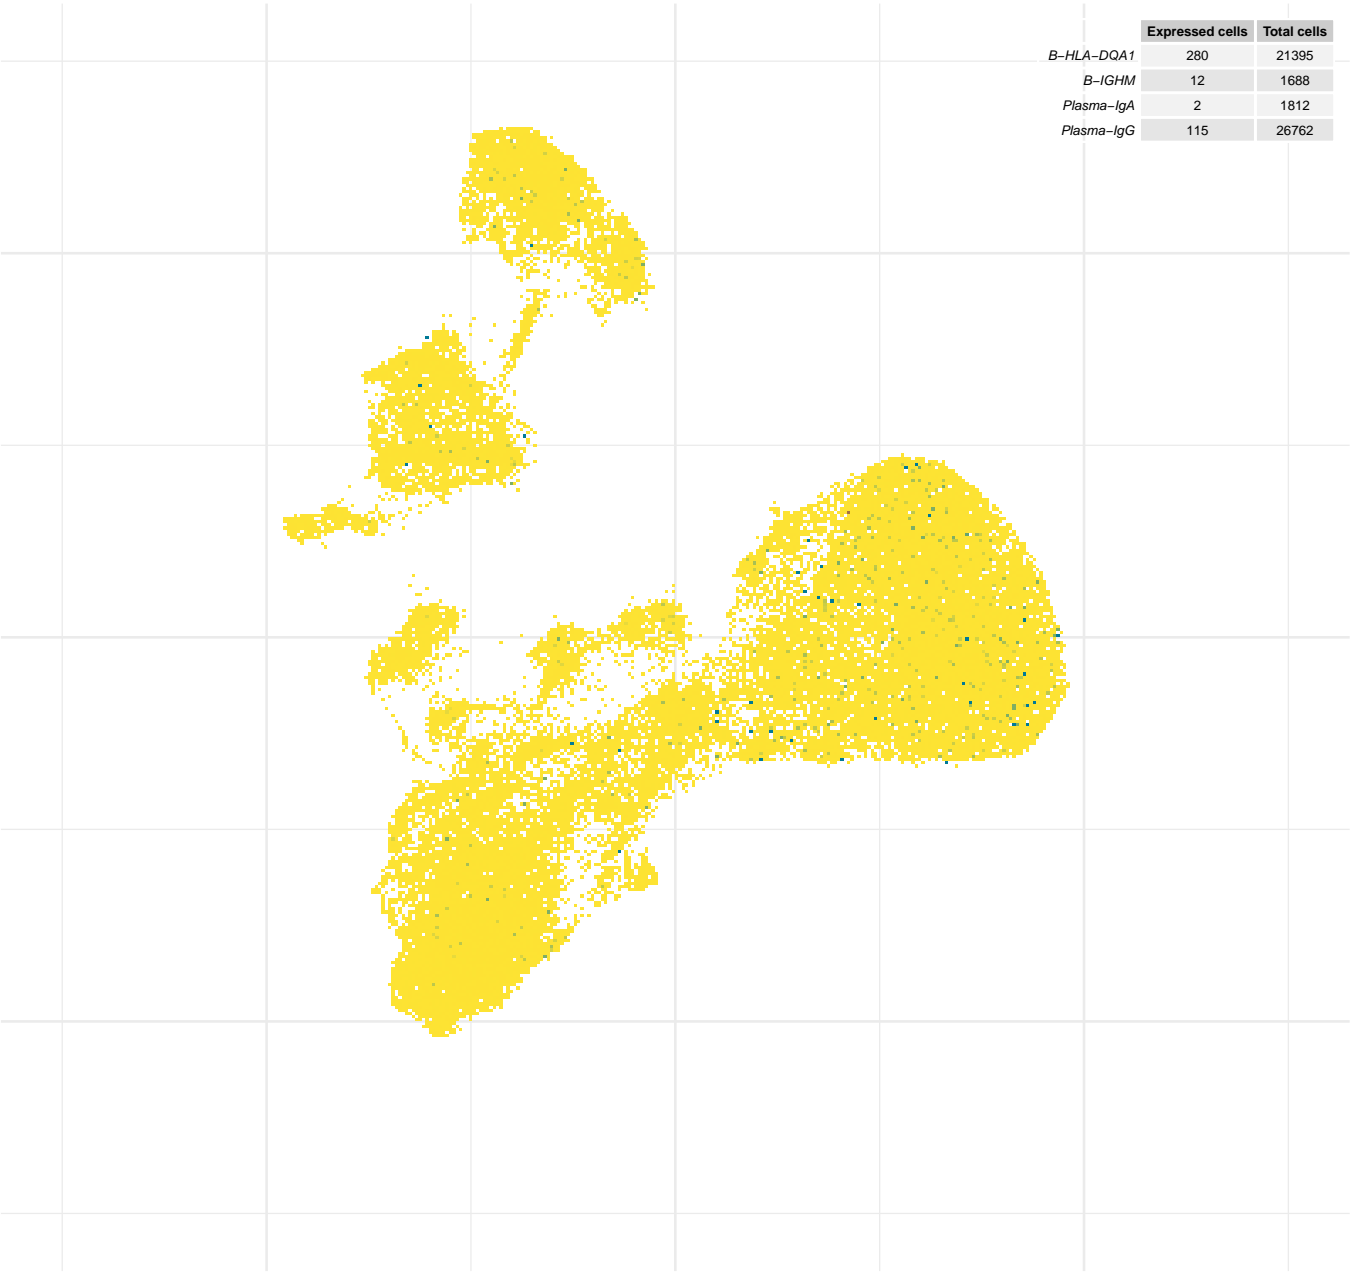 Expressed cells Total cells
B−HLA−DQA1 280 21395
B−IGHM 12 1688
Plasma−IgA 2 1812
Plasma−IgG 115 26762